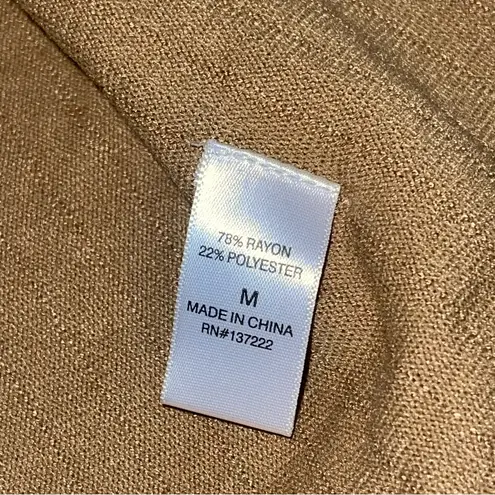 78% RAYON
22% POLYESTER
M
MADE IN CHINA
RN#137222